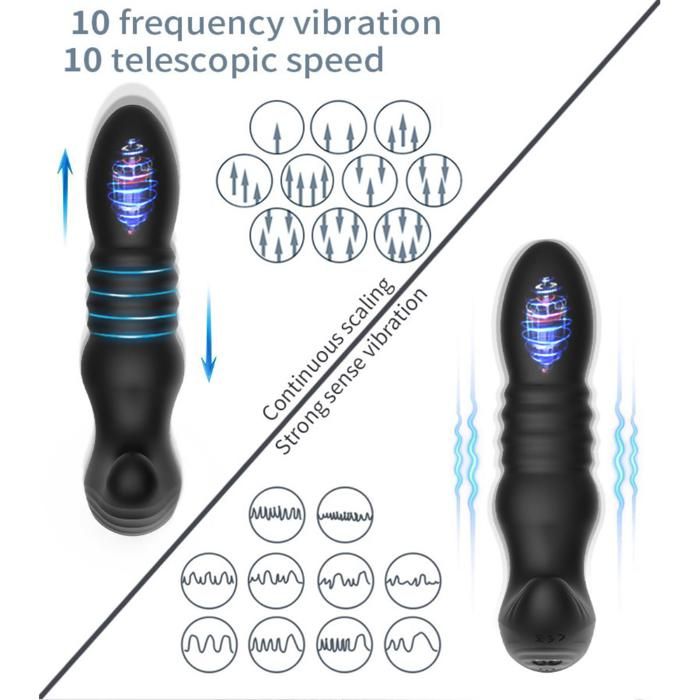 10 frequency vibration
10 telescopic speed
Continuous scaling
Strong sense vibration